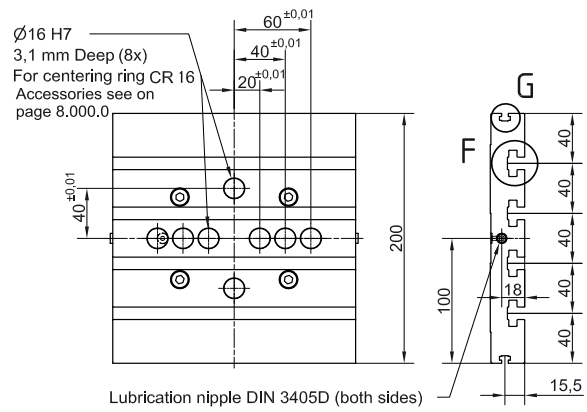 Ø16 H7
3,1 mm Deep (8x)
For centering ring CR 16
Accessories see on
page 8.000.0
60±0,01
40±0,01
20±0,01
40±0,01
200
G
F
40
40
40
40
40
18
100
15,5
Lubrication nipple DIN 3405D (both sides)